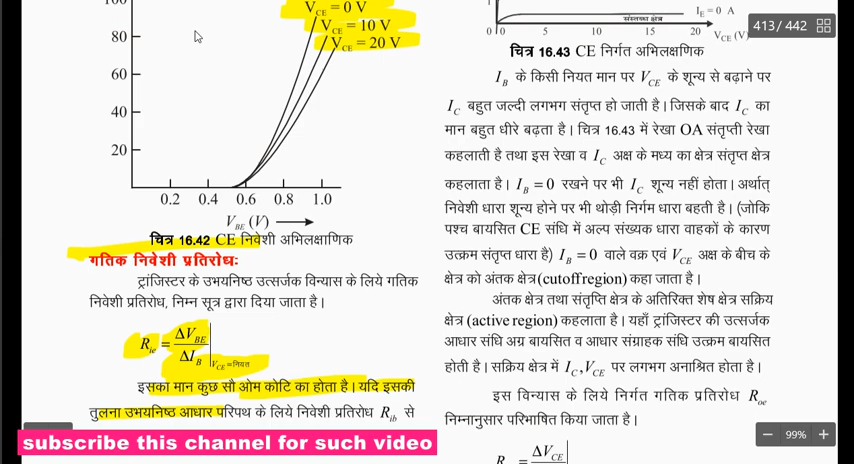 100
V_CE = 0 V
V_CE = 10 V
V_CE = 20 V
80
60
40
20
0.2 0.4 0.6 0.8 1.0
V_BE (V)
चित्र 16.42 CE निवेशी अभिलक्षाणिक
गतिक निवेशी प्रतिरोधः
ट्रांजिस्टर के उभयनिष्ठ उत्सर्जक विन्यास के लिये गतिक
निवेशी प्रतिरोध, निम्न सूत्र द्वारा दिया जाता है।
R_ie = ΔV_BE / ΔI_B |V_CE=नियत
इसका मान कुछ सौ ओम कोटि का होता है। यदि इसकी
तुलना उभयनिष्ठ आधार परिपथ के लिये निवेशी प्रतिरोध R_ib से
subscribe this channel for such video
संस्तब्ध क्षेत्र
I_E = 0 A
0 0 5 10 15 20 V_CE (V)
413 / 442
चित्र 16.43 CE निर्गत अभिलक्षणिक
I_B के किसी नियत मान पर V_CE के शून्य से बढ़ाने पर
I_C बहुत जल्दी लगभग संतृप्त हो जाती है। जिसके बाद I_C का
मान बहुत धीरे बढ़ता है। चित्र 16.43 में रेखा OA संतृप्ती रेखा
कहलाती है तथा इस रेखा व I_C अक्ष के मध्य का क्षेत्र संतृप्त क्षेत्र
कहलाता है। I_B = 0 रखने पर भी I_C शून्य नहीं होता। अर्थात्
निवेशी धारा शून्य होने पर भी थोड़ी निर्गम धारा बहती है। (जोकि
पश्च बायसित CE संधि में अल्प संख्यक धारा वाहकों के कारण
उत्क्रम संतृप्त धारा है) I_B = 0 वाले वक्र एवं V_CE अक्ष के बीच के
क्षेत्र को अंतक क्षेत्र(cutoffregion) कहा जाता है।
अंतक क्षेत्र तथा संतृप्ति क्षेत्र के अतिरिक्त शेष क्षेत्र सक्रिय
क्षेत्र (active region) कहलाता है। यहाँ ट्रांजिस्टर की उत्सर्जक
आधार संधि अग्र बायसित व आधार संग्राहक संधि उत्क्रम बायसित
होती है। सक्रिय क्षेत्र में I_C, V_CE पर लगभग अनाश्रित होता है।
इस विन्यास के लिये निर्गत गतिक प्रतिरोध R_oe
निम्नानुसार परिभाषित किया जाता है।
ΔV_CE
99%